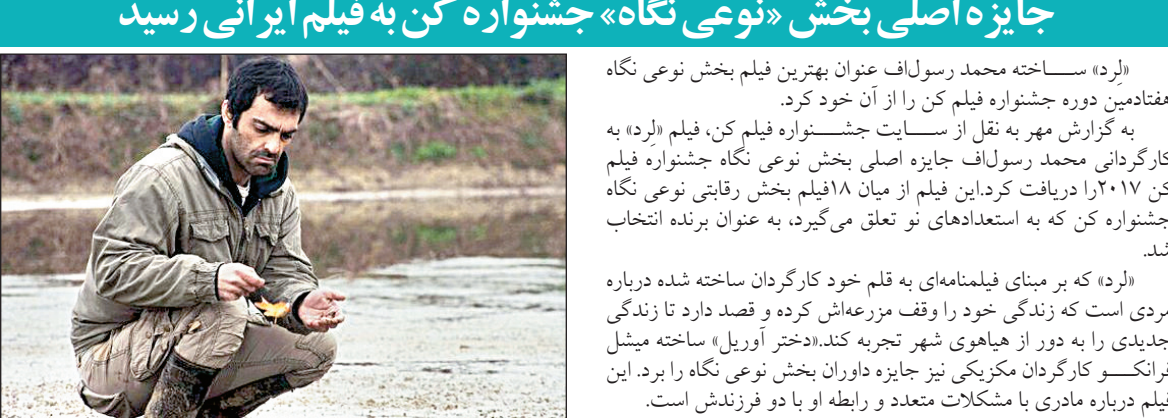 جایزه اصلی بخش «نوعی نگاه» جشنواره کن به فیلم ایرانی رسید
«لِرد» ساخته محمد رسول‌اف عنوان بهترین فیلم بخش نوعی نگاه
هفتادمین دوره جشنواره فیلم کن را از آن خود کرد.
به گزارش مهر به نقل از سایت جشنواره فیلم کن، فیلم «لِرد» به
کارگردانی محمد رسول‌اف جایزه اصلی بخش نوعی نگاه جشنواره فیلم
کن ۲۰۱۷را دریافت کرد.این فیلم از میان ۱۸فیلم بخش رقابتی نوعی نگاه
جشنواره کن که به استعدادهای نو تعلق می‌گیرد، به عنوان برنده انتخاب
شد.
«لرد» که بر مبنای فیلمنامه‌ای به قلم خود کارگردان ساخته شده درباره
مردی است که زندگی خود را وقف مزرعه‌اش کرده و قصد دارد تا زندگی
جدیدی را به دور از هیاهوی شهر تجربه کند.«دختر آوریل» ساخته میشل
فرانکو کارگردان مکزیکی نیز جایزه داوران بخش نوعی نگاه را برد. این
فیلم درباره مادری با مشکلات متعدد و رابطه او با دو فرزندش است.